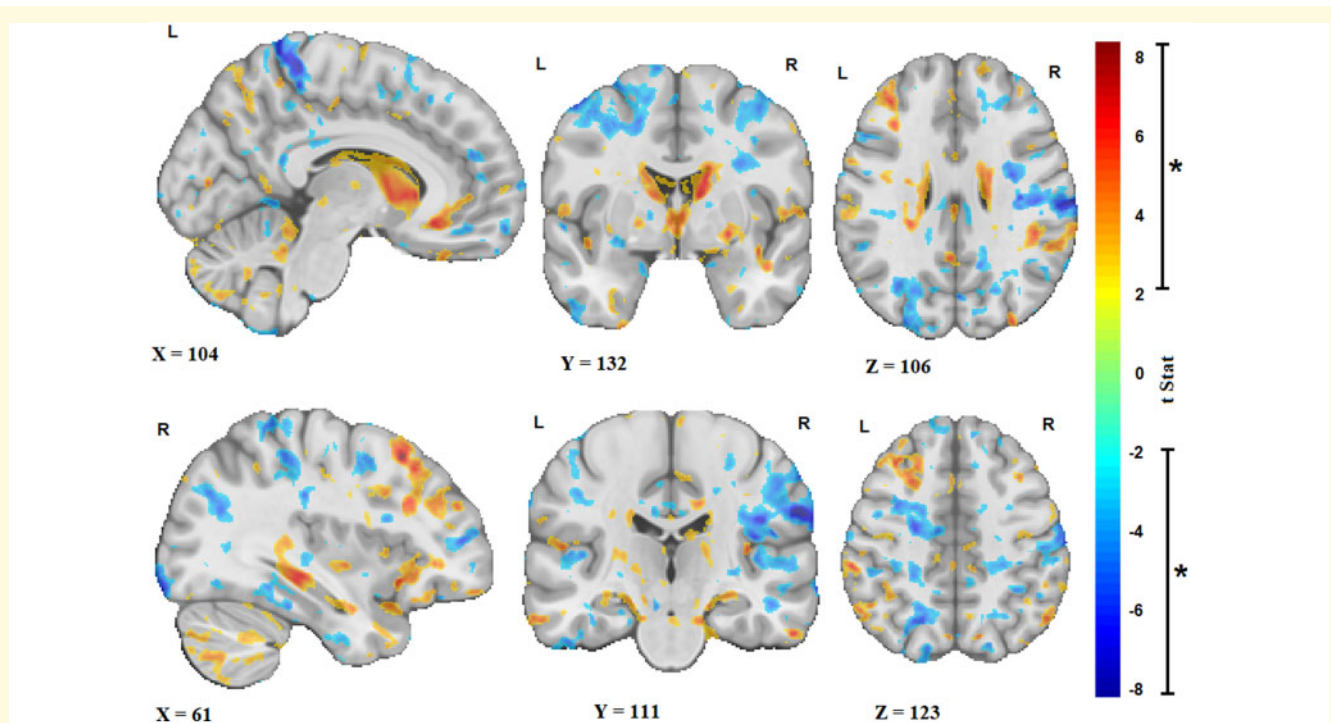 L
L
R
L
R
X = 104
Y = 132
Z = 106
R
L
R
L
R
X = 61
Y = 111
Z = 123
8
6
4
2
0
-2
-4
-6
-8
*
t Stat
*